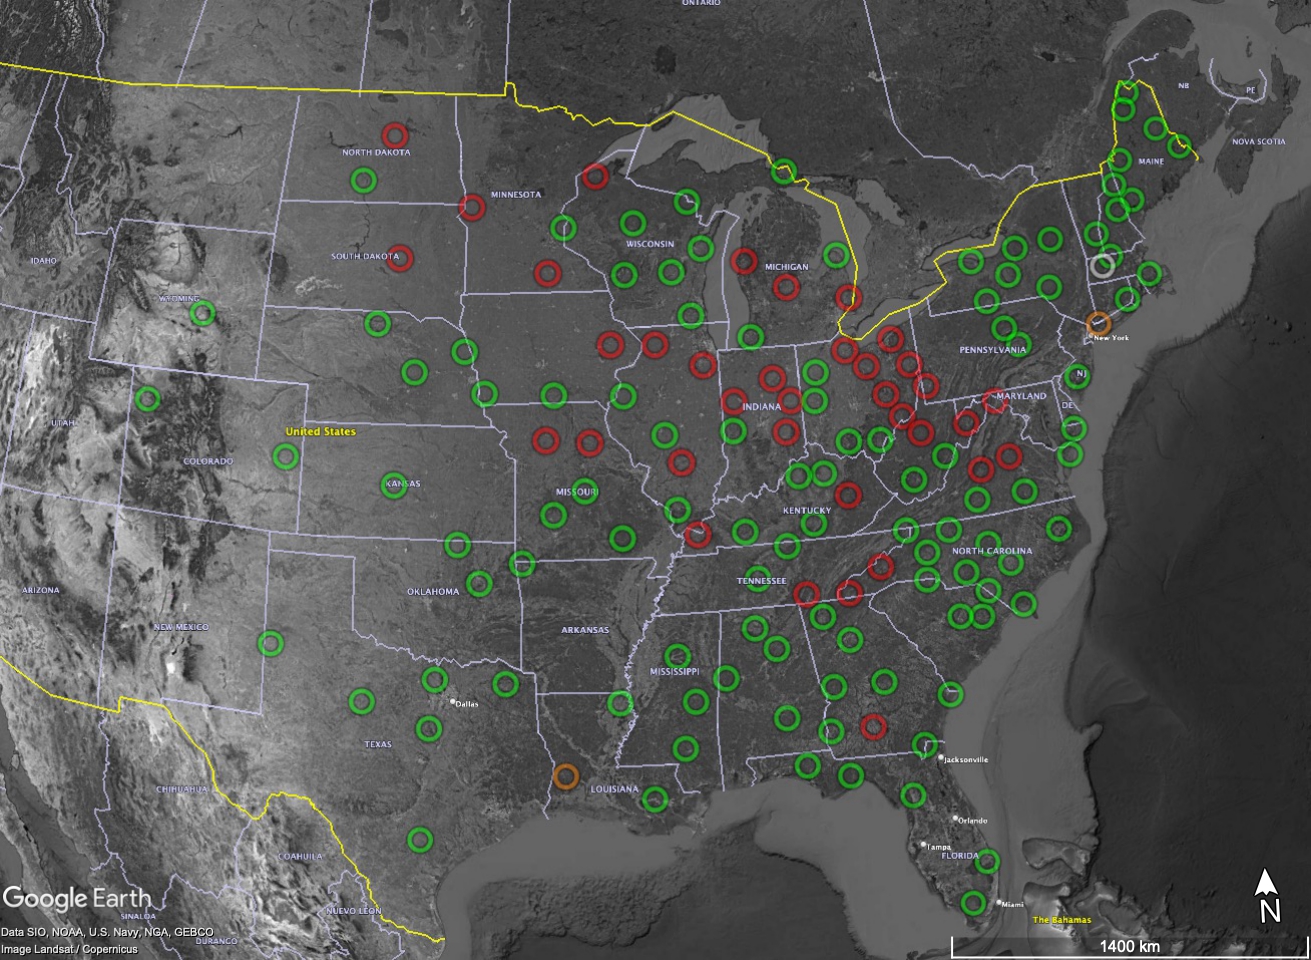 ONTARIO
NB
PE
NOVA SCOTIA
MAINE
NORTH DAKOTA
MINNESOTA
WISCONSIN
SOUTH DAKOTA
MICHIGAN
IDAHO
WYOMING
New York
PENNSYLVANIA
NJ
MARYLAND
DE
INDIANA
UTAH
United States
COLORADO
KANSAS
MISSOURI
KENTUCKY
NORTH CAROLINA
TENNESSEE
ARIZONA
OKLAHOMA
NEW MEXICO
ARKANSAS
MISSISSIPPI
Dallas
TEXAS
Jacksonville
CHIHUAHUA
LOUISIANA
Orlando
Tampa
FLORIDA
COAHUILA
Google Earth
Miami
N
SINALOA
NUEVO LEON
The Bahamas
Data SIO, NOAA, U.S. Navy, NGA, GEBCO
DURANGO
Image Landsat / Copernicus
1400 km